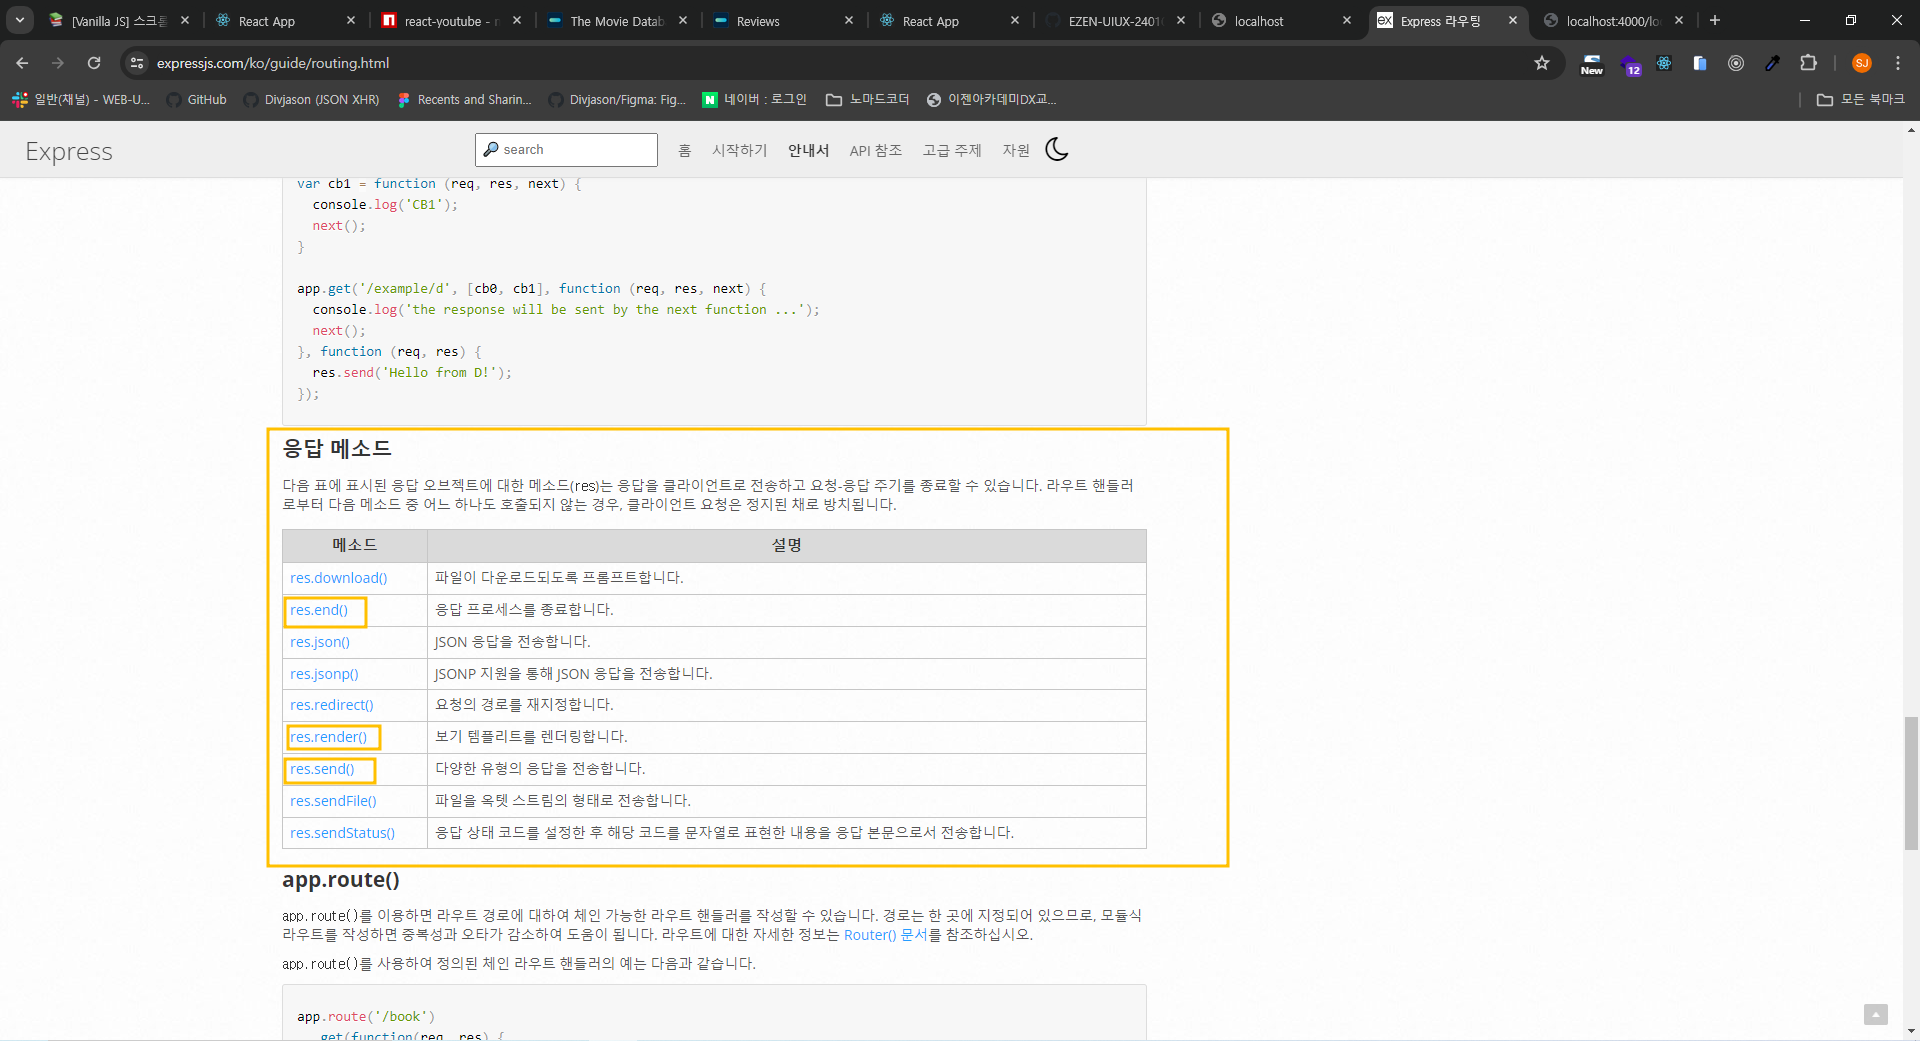 [Vanilla JS] 스크롤
React App
react-youtube - n
The Movie Datab
Reviews
React App
EZEN-UIUX-2401
localhost
Express 라우팅
localhost:4000/lo
expressjs.com/ko/guide/routing.html
New
12
SJ
일반(채널) - WEB-U...
GitHub
Divjason (JSON XHR)
Recents and Sharin...
Divjason/Figma: Fig...
네이버 : 로그인
노마드코더
이젠아카데미DX교...
모든 북마크
Express
search
홈
시작하기
안내서
API 참조
고급 주제
자원
var cb1 = function (req, res, next) {
console.log('CB1');
next();
}
app.get('/example/d', [cb0, cb1], function (req, res, next) {
console.log('the response will be sent by the next function ...');
next();
}, function (req, res) {
res.send('Hello from D!');
});
응답 메소드
다음 표에 표시된 응답 오브젝트에 대한 메소드(res)는 응답을 클라이언트로 전송하고 요청-응답 주기를 종료할 수 있습니다. 라우트 핸들러
로부터 다음 메소드 중 어느 하나도 호출되지 않는 경우, 클라이언트 요청은 정지된 채로 방치됩니다.
메소드 설명
res.download() 파일이 다운로드되도록 프롬프트합니다.
res.end() 응답 프로세스를 종료합니다.
res.json() JSON 응답을 전송합니다.
res.jsonp() JSONP 지원을 통해 JSON 응답을 전송합니다.
res.redirect() 요청의 경로를 재지정합니다.
res.render() 보기 템플리트를 렌더링합니다.
res.send() 다양한 유형의 응답을 전송합니다.
res.sendFile() 파일을 옥텟 스트림의 형태로 전송합니다.
res.sendStatus() 응답 상태 코드를 설정한 후 해당 코드를 문자열로 표현한 내용을 응답 본문으로서 전송합니다.
app.route()
app.route()를 이용하면 라우트 경로에 대하여 체인 가능한 라우트 핸들러를 작성할 수 있습니다. 경로는 한 곳에 지정되어 있으므로, 모듈식
라우트를 작성하면 중복성과 오타가 감소하여 도움이 됩니다. 라우트에 대한 자세한 정보는 Router() 문서를 참조하십시오.
app.route()를 사용하여 정의된 체인 라우트 핸들러의 예는 다음과 같습니다.
app.route('/book')
get(function(req, res) {